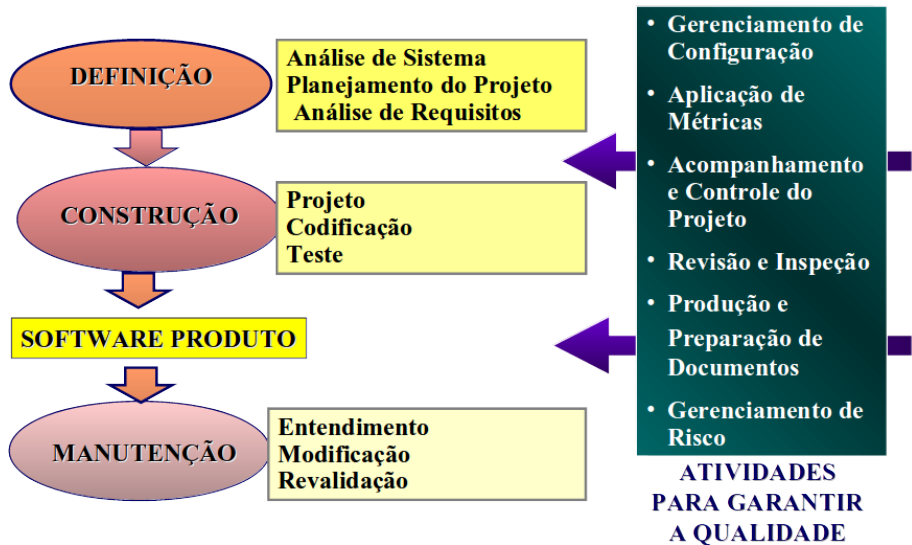 DEFINIÇÃO
Análise de Sistema
Planejamento do Projeto
Análise de Requisitos
CONSTRUÇÃO
Projeto
Codificação
Teste
SOFTWARE PRODUTO
MANUTENÇÃO
Entendimento
Modificação
Revalidação
• Gerenciamento de
Configuração
• Aplicação de
Métricas
• Acompanhamento
e Controle do
Projeto
• Revisão e Inspeção
• Produção e
Preparação de
Documentos
• Gerenciamento de
Risco
ATIVIDADES
PARA GARANTIR
A QUALIDADE